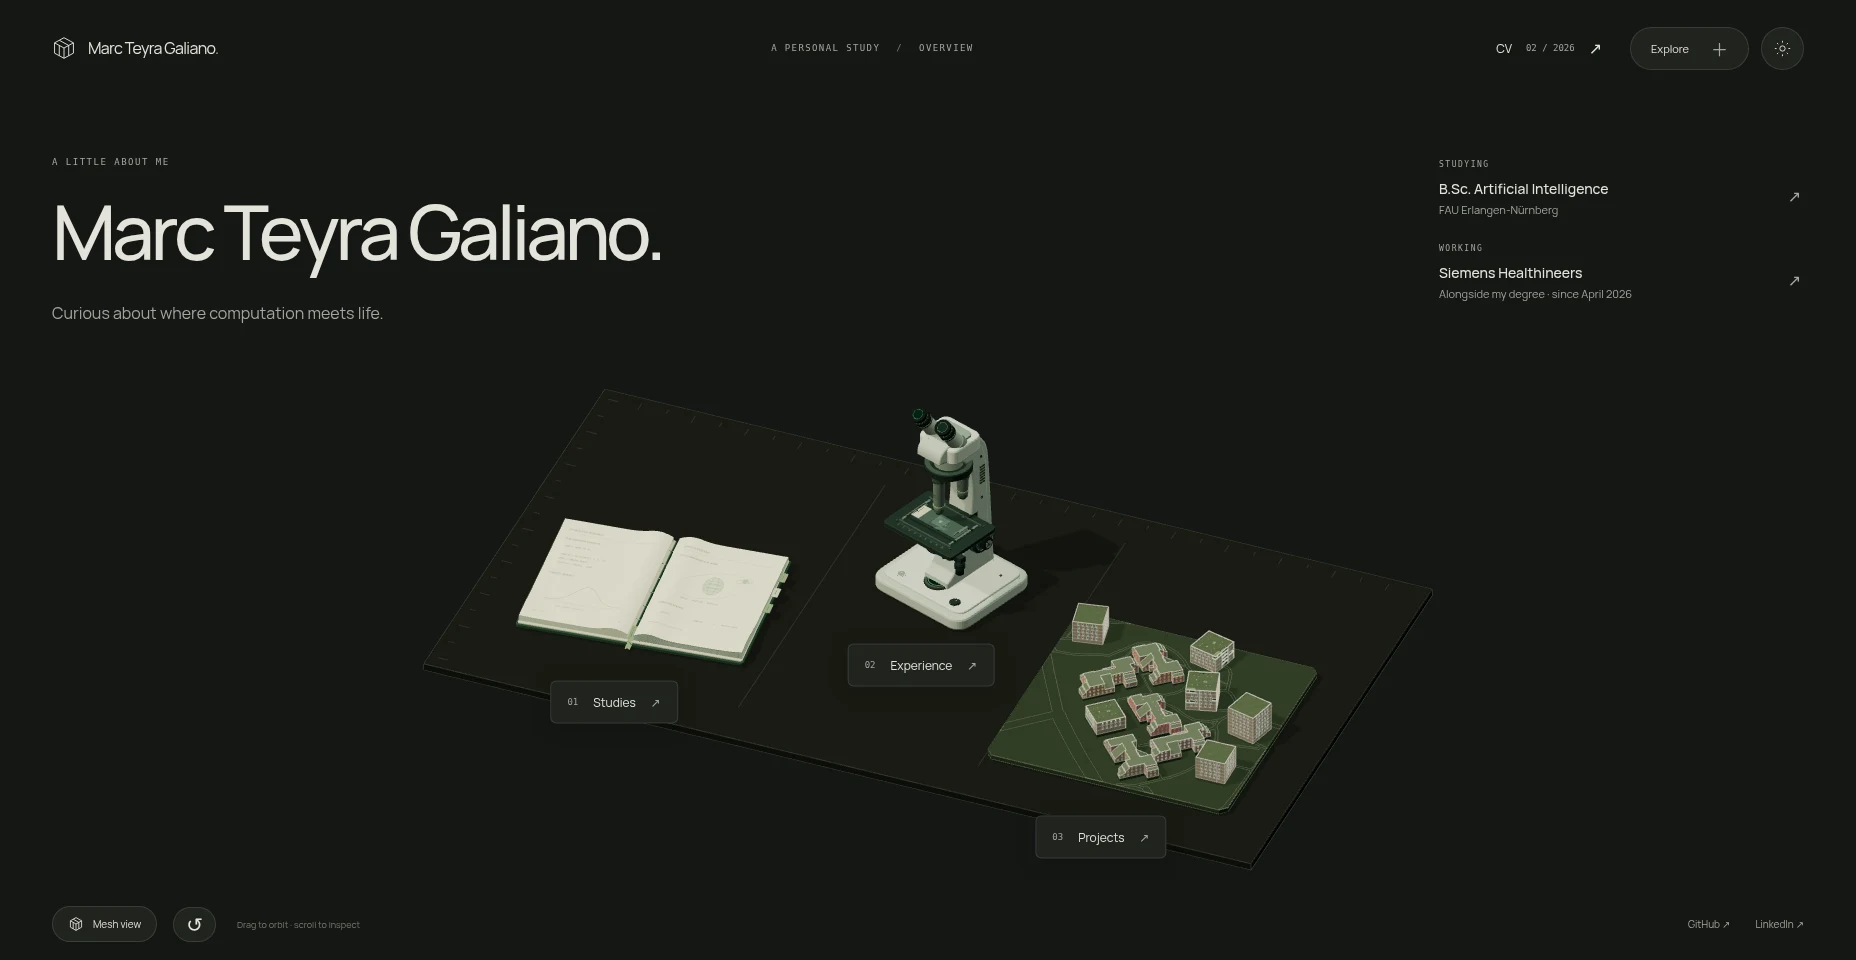 Marc Teyra Galiano.
A PERSONAL STUDY / OVERVIEW
CV 02 / 2026 ↗
Explore +
A LITTLE ABOUT ME
Marc Teyra Galiano.
Curious about where computation meets life.
STUDYING
B.Sc. Artificial Intelligence ↗
FAU Erlangen-Nürnberg
WORKING
Siemens Healthineers ↗
Alongside my degree · since April 2026
01 Studies ↗
02 Experience ↗
03 Projects ↗
Mesh view
↺
Drag to orbit · scroll to inspect
GitHub ↗
LinkedIn ↗